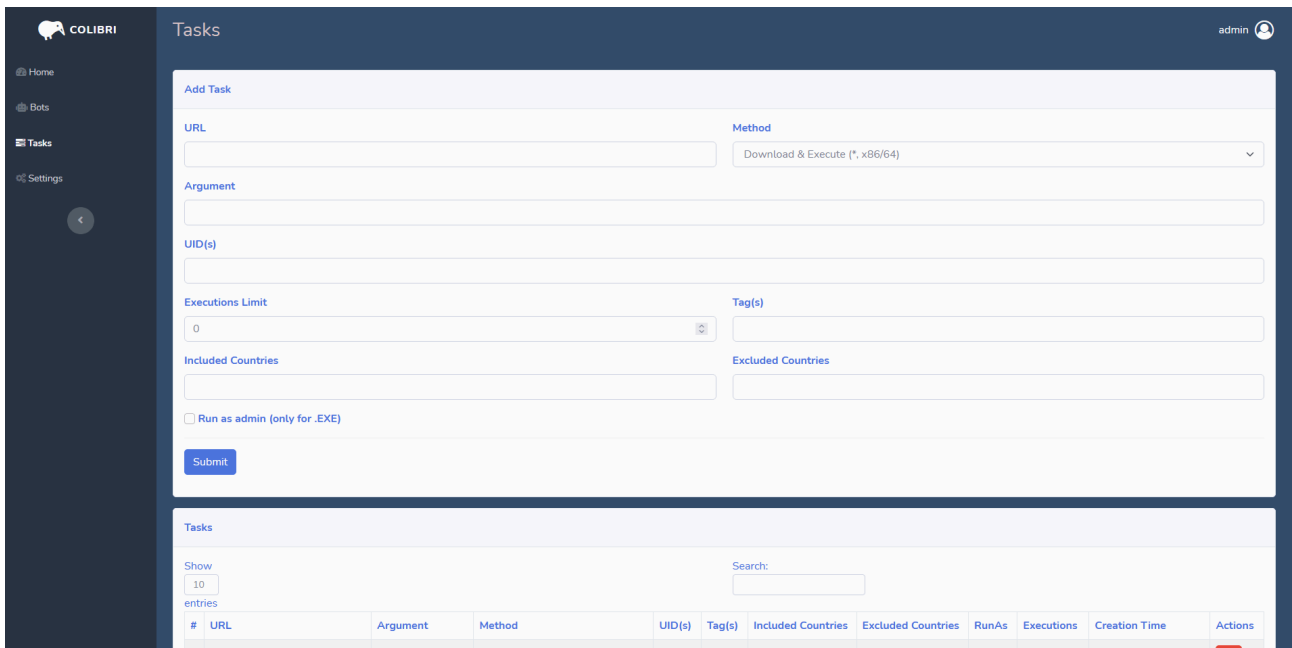 COLIBRI
Tasks
admin
Home
Bots
Tasks
Settings
Add Task
URL
Method
Download & Execute (*, x86/64)
Argument
UID(s)
Executions Limit
Tag(s)
0
Included Countries
Excluded Countries
Run as admin (only for .EXE)
Submit
Tasks
Show
Search:
10
entries
# URL Argument Method UID(s) Tag(s) Included Countries Excluded Countries RunAs Executions Creation Time Actions